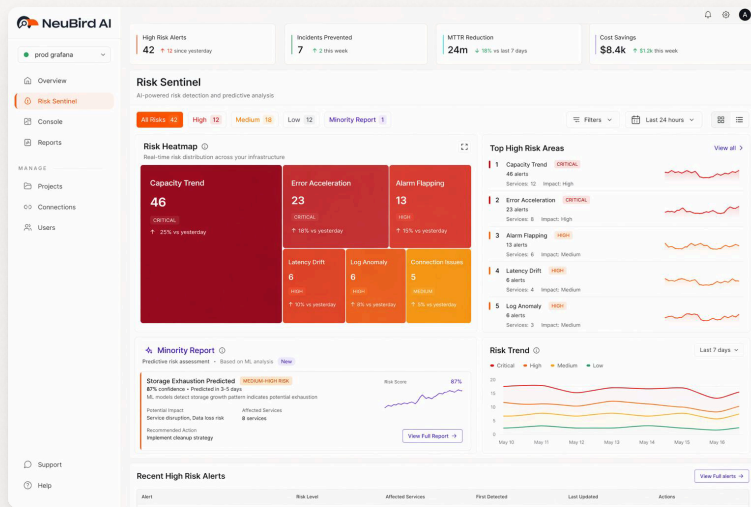 NeuBird AI
A
prod grafana
Overview
Risk Sentinel
Console
Reports
MANAGE
Projects
Connections
Users
Support
Help
High Risk Alerts
42 ↑ 12 since yesterday
Incidents Prevented
7 ↑ 2 this week
MTTR Reduction
24m ↓ 18% vs last 7 days
Cost Savings
$8.4k ↑ $1.2k this week
Risk Sentinel
AI-powered risk detection and predictive analysis
All Risks 42 High 12 Medium 18 Low 12 Minority Report 1
Filters Last 24 hours
Risk Heatmap
Real-time risk distribution across your infrastructure
Capacity Trend
46
CRITICAL
↑ 25% vs yesterday
Error Acceleration
23
CRITICAL
↑ 18% vs yesterday
Alarm Flapping
13
HIGH
↑ 15% vs yesterday
Latency Drift
6
HIGH
↑ 10% vs yesterday
Log Anomaly
6
HIGH
↑ 8% vs yesterday
Connection Issues
5
MEDIUM
↑ 5% vs yesterday
Top High Risk Areas View all
1 Capacity Trend CRITICAL
46 alerts
Services: 12 Impact: High
2 Error Acceleration CRITICAL
23 alerts
Services: 8 Impact: High
3 Alarm Flapping HIGH
13 alerts
Services: 6 Impact: Medium
4 Latency Drift HIGH
6 alerts
Services: 4 Impact: Medium
5 Log Anomaly HIGH
6 alerts
Services: 3 Impact: Medium
Minority Report
Predictive risk assessment • Based on ML analysis New
Storage Exhaustion Predicted MEDIUM-HIGH RISK
87% confidence • Predicted in 3-5 days
ML models detect storage growth pattern indicates potential exhaustion
Potential Impact Affected Services
Service disruption, Data loss risk 8 services
Recommended Action
Implement cleanup strategy
Risk Score 87%
View Full Report →
Risk Trend Last 7 days
Critical High Medium Low
20
15
10
5
0
May 10 May 11 May 12 May 13 May 14 May 15 May 16
Recent High Risk Alerts View Full alerts →
Alert Risk Level Affected Services First Detected Last Updated Actions